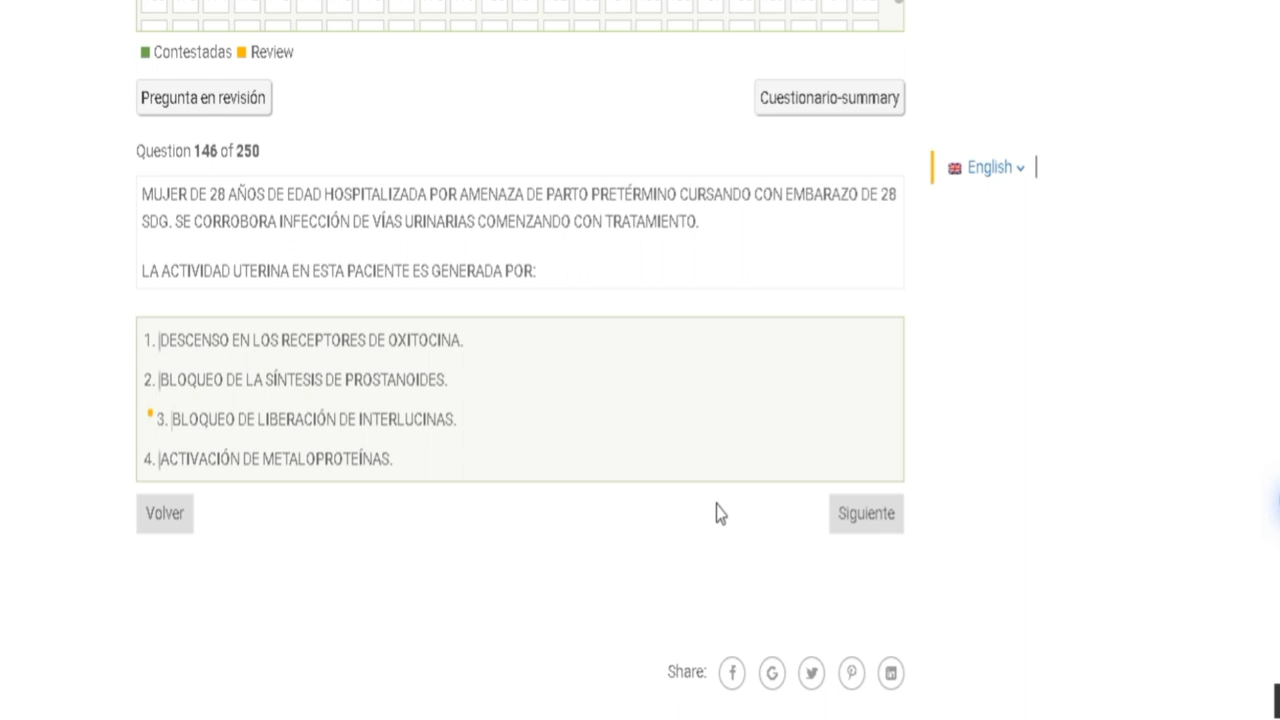 Contestadas Review
Pregunta en revisión
Cuestionario-summary
Question 146 of 250
English
MUJER DE 28 AÑOS DE EDAD HOSPITALIZADA POR AMENAZA DE PARTO PRETÉRMINO CURSANDO CON EMBARAZO DE 28
SDG. SE CORROBORA INFECCIÓN DE VÍAS URINARIAS COMENZANDO CON TRATAMIENTO.
LA ACTIVIDAD UTERINA EN ESTA PACIENTE ES GENERADA POR:
1. DESCENSO EN LOS RECEPTORES DE OXITOCINA.
2. BLOQUEO DE LA SÍNTESIS DE PROSTANOIDES.
3. BLOQUEO DE LIBERACIÓN DE INTERLUCINAS.
4. ACTIVACIÓN DE METALOPROTEÍNAS.
Volver
Siguiente
Share: